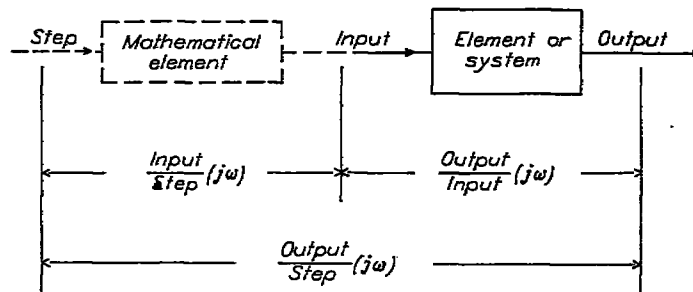 Step
Mathematical
element
Input
Element or
system
Output
Input
Step (jω)
Output
Input (jω)
Output
Step (jω)